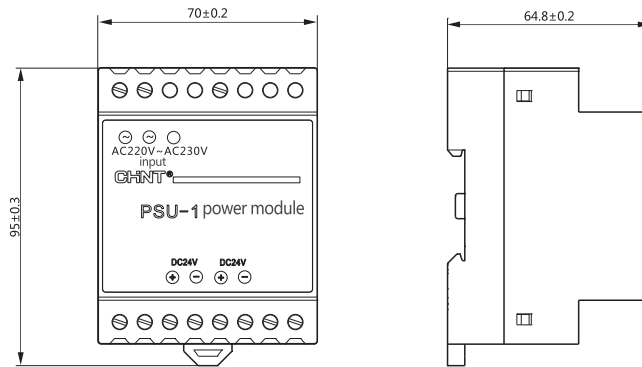 70±0.2
64.8±0.2
95±0.3
AC220V~AC230V
input
CHNT®
PSU-1 power module
DC24V DC24V